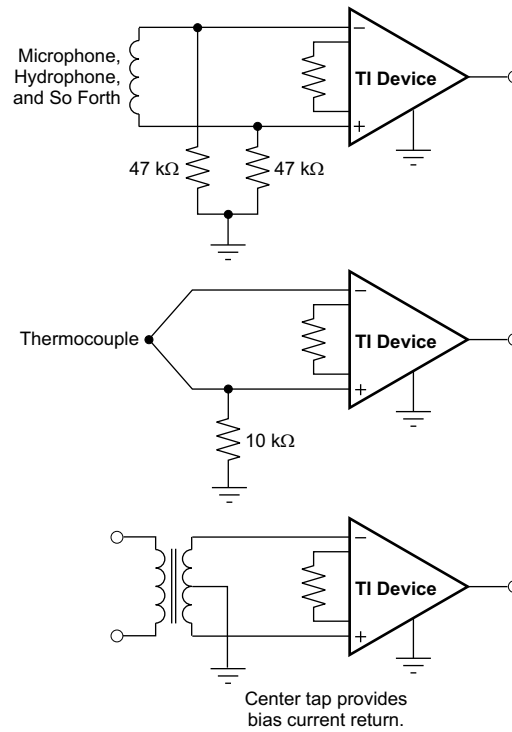 Microphone,
Hydrophone,
and So Forth
−
TI Device
+
47 kΩ
47 kΩ
−
Thermocouple
TI Device
+
10 kΩ
−
TI Device
+
Center tap provides
bias current return.